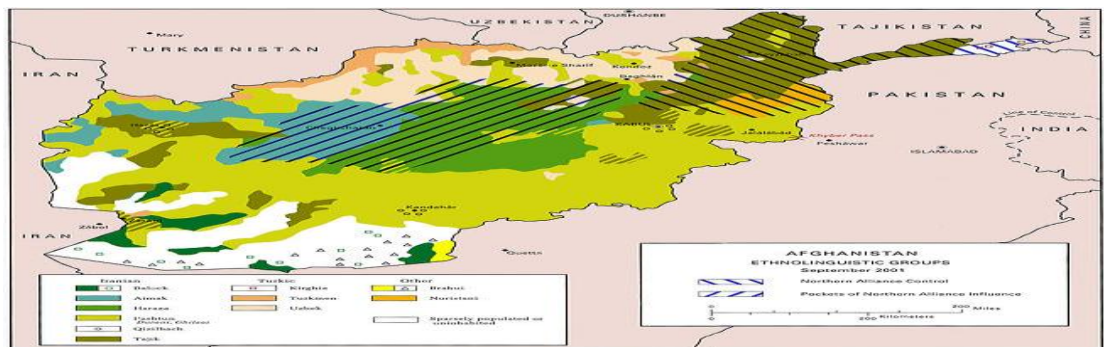 DUSHANBE
UZBEKISTAN
TAJIKISTAN
CHINA
Mary
TURKMENISTAN
Mazar-e Sharif
Kondoz
IRAN
Baghlan
PAKISTAN
KABUL
Jalalabad
Khyber Pass
Peshawar
INDIA
ISLAMABAD
Kandahar
Zabol
IRAN
Quetta
AFGHANISTAN
ETHNOLINGUISTIC GROUPS
September 2001
Northern Alliance Control
Pockets of Northern Alliance Influence
0 200 Miles
0 200 Kilometers
Iranian
Baloch
Aimak
Hazara
Pashtun
Qizilbash
Tajik
Turkic
Kirghiz
Turkmen
Uzbek
Other
Brahui
Nuristani
Sparsely populated or
uninhabited